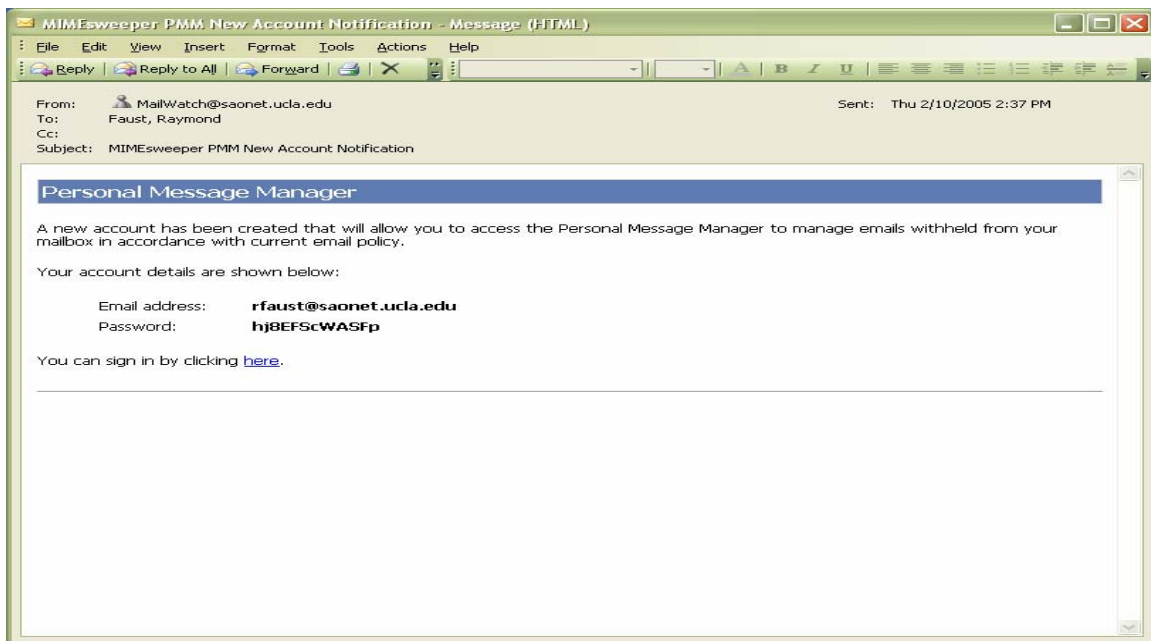 MIMEsweeper PMM New Account Notification - Message (HTML)
File Edit View Insert Format Tools Actions Help
Reply Reply to All Forward A B I U
From: MailWatch@saonet.ucla.edu Sent: Thu 2/10/2005 2:37 PM
To: Faust, Raymond
Cc:
Subject: MIMEsweeper PMM New Account Notification
Personal Message Manager
A new account has been created that will allow you to access the Personal Message Manager to manage emails withheld from your
mailbox in accordance with current email policy.
Your account details are shown below:
Email address: rfaust@saonet.ucla.edu
Password: hj8EFScWASFp
You can sign in by clicking here.